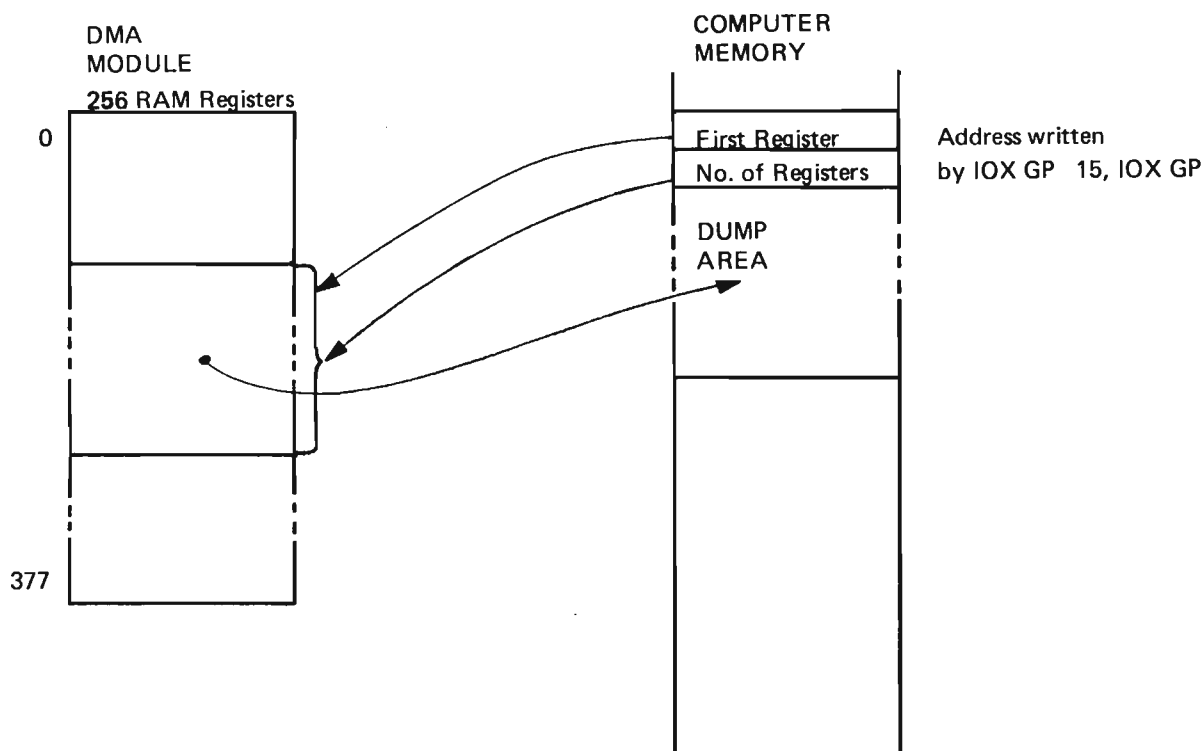 DMA
MODULE
256 RAM Registers
0
377
COMPUTER
MEMORY
First Register
No. of Registers
DUMP
AREA
Address written
by IOX GP 15, IOX GP